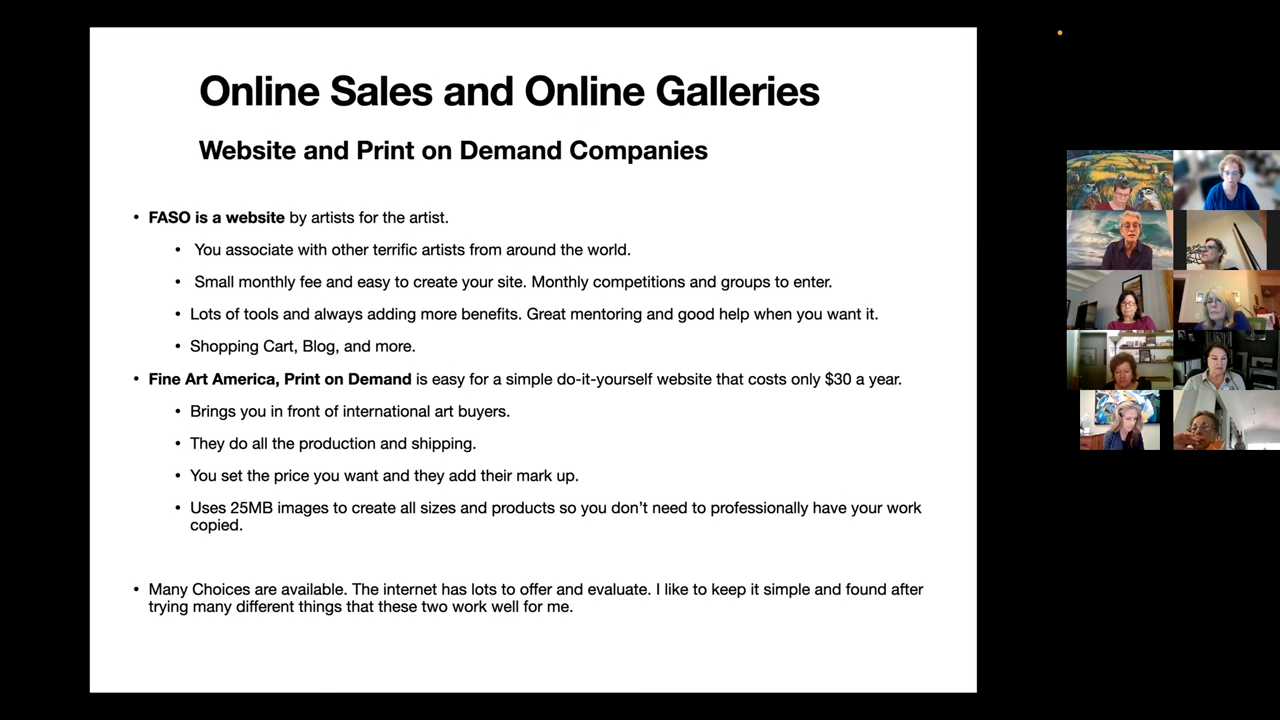 Online Sales and Online Galleries
Website and Print on Demand Companies
• FASO is a website by artists for the artist.
• You associate with other terrific artists from around the world.
• Small monthly fee and easy to create your site. Monthly competitions and groups to enter.
• Lots of tools and always adding more benefits. Great mentoring and good help when you want it.
• Shopping Cart, Blog, and more.
• Fine Art America, Print on Demand is easy for a simple do-it-yourself website that costs only $30 a year.
• Brings you in front of international art buyers.
• They do all the production and shipping.
• You set the price you want and they add their mark up.
• Uses 25MB images to create all sizes and products so you don’t need to professionally have your work
copied.
• Many Choices are available. The internet has lots to offer and evaluate. I like to keep it simple and found after
trying many different things that these two work well for me.